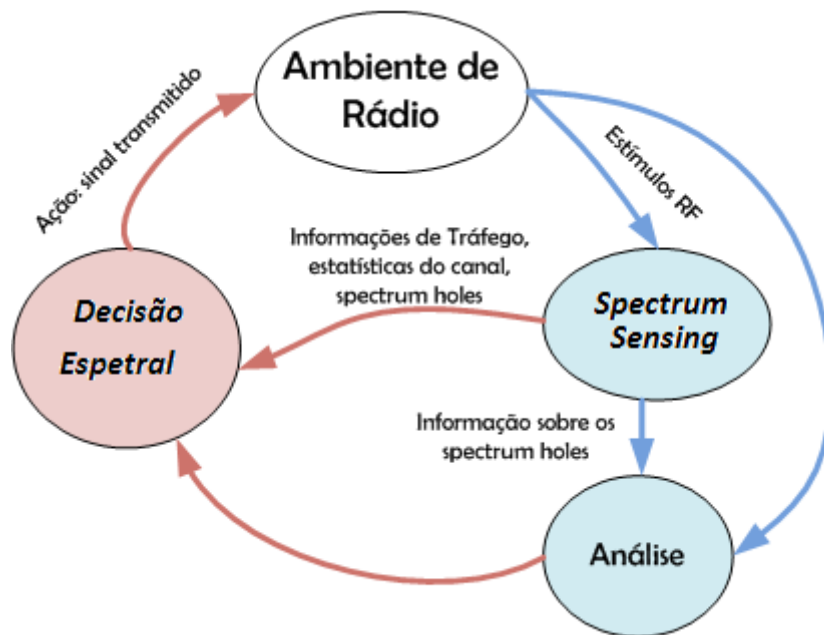 Ambiente de
Rádio
Ação: sinal transmitido
Estímulos RF
Informações de Tráfego,
estatísticas do canal,
spectrum holes
Decisão
Espetral
Spectrum
Sensing
Informação sobre os
spectrum holes
Análise